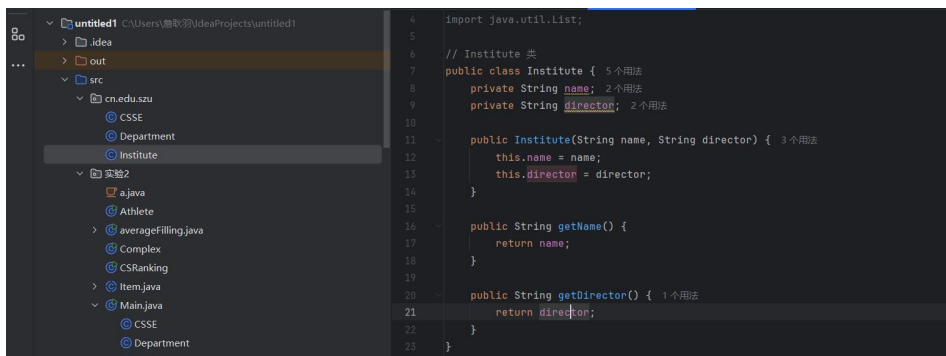 untitled1 C:\Users\詹耿羽\IdeaProjects\untitled1
.idea
out
src
cn.edu.szu
CSSE
Department
Institute
实验2
a.java
Athlete
averageFilling.java
Complex
CSRanking
Item.java
Main.java
CSSE
Department
4 import java.util.List;
5
6 // Institute 类
7 public class Institute { 5个用法
8 private String name; 2个用法
9 private String director; 2个用法
10
11 public Institute(String name, String director) { 3个用法
12 this.name = name;
13 this.director = director;
14 }
15
16 public String getName() {
17 return name;
18 }
19
20 public String getDirector() { 1个用法
21 return director;
22 }
23 }